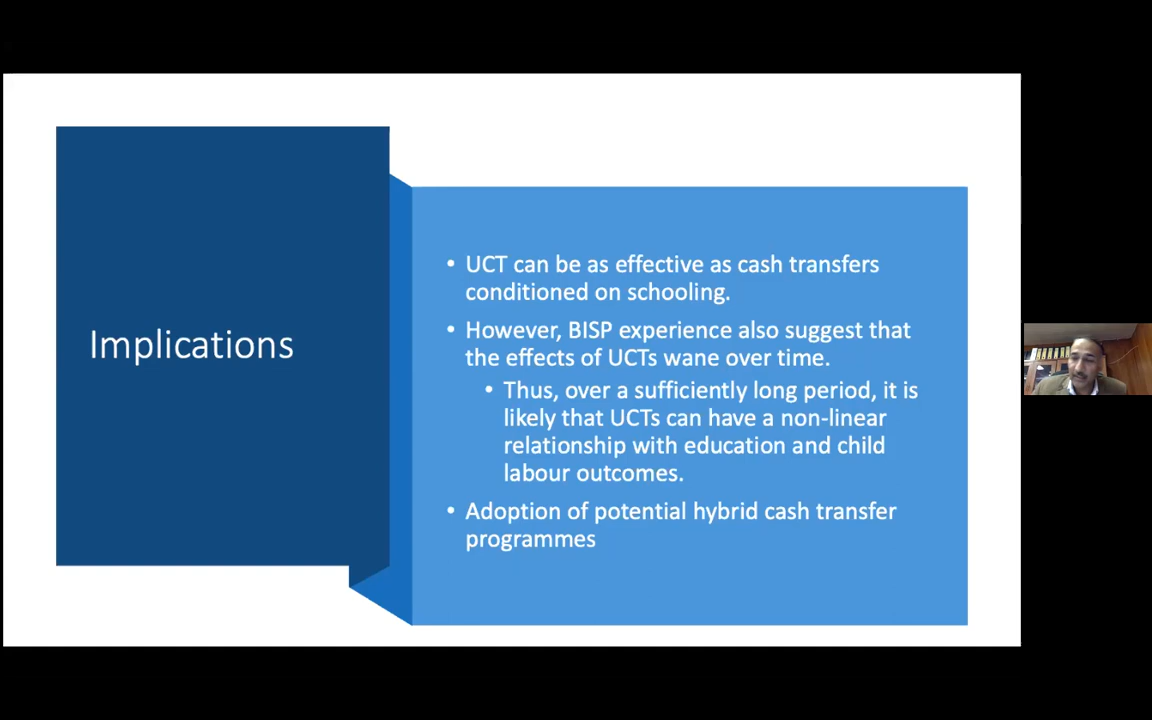 Implications
• UCT can be as effective as cash transfers
conditioned on schooling.
• However, BISP experience also suggest that
the effects of UCTs wane over time.
• Thus, over a sufficiently long period, it is
likely that UCTs can have a non-linear
relationship with education and child
labour outcomes.
• Adoption of potential hybrid cash transfer
programmes